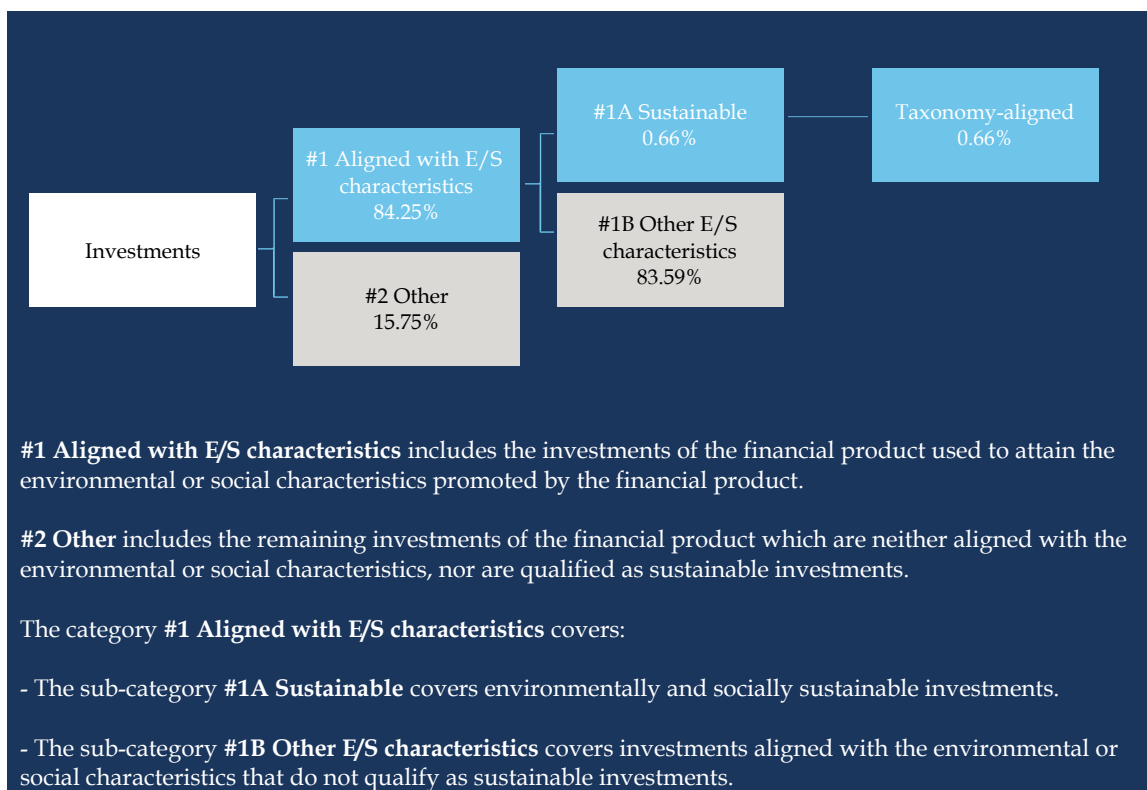 Investments
#1 Aligned with E/S
characteristics
84.25%
#2 Other
15.75%
#1A Sustainable
0.66%
#1B Other E/S
characteristics
83.59%
Taxonomy-aligned
0.66%
#1 Aligned with E/S characteristics includes the investments of the financial product used to attain the
environmental or social characteristics promoted by the financial product.
#2 Other includes the remaining investments of the financial product which are neither aligned with the
environmental or social characteristics, nor are qualified as sustainable investments.
The category #1 Aligned with E/S characteristics covers:
- The sub-category #1A Sustainable covers environmentally and socially sustainable investments.
- The sub-category #1B Other E/S characteristics covers investments aligned with the environmental or
social characteristics that do not qualify as sustainable investments.